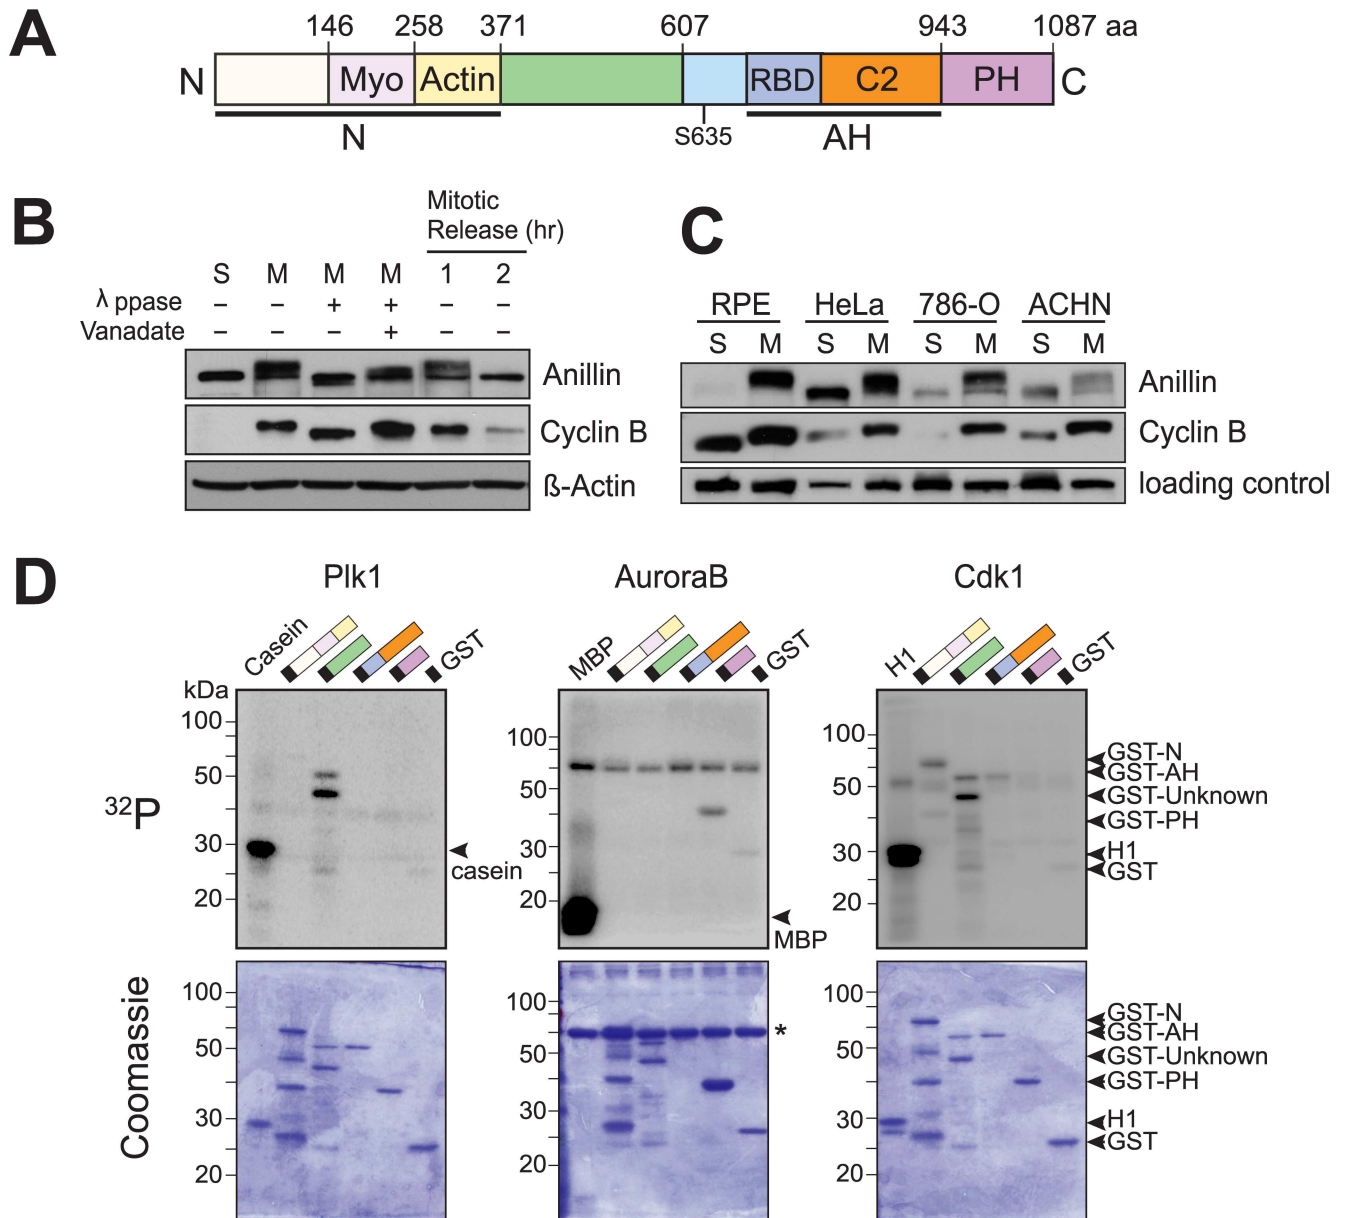 A
146 258 371 607 943 1087 aa
N Myo Actin RBD C2 PH C
N S635 AH
B
Mitotic
Release (hr)
S M M M 1 2
λ ppase – – + + – –
Vanadate – – – + – –
Anillin
Cyclin B
ß-Actin
C
RPE HeLa 786-O ACHN
S M S M S M S M
Anillin
Cyclin B
loading control
D
Plk1 AuroraB Cdk1
Casein GST MBP GST H1 GST
kDa
32P
100
50
30
20
casein
100
50
30
20
MBP
100
50
30
20
GST-N
GST-AH
GST-Unknown
GST-PH
H1
GST
Coomassie
100
50
30
20
100
50
30
20
*
100
50
30
20
GST-N
GST-AH
GST-Unknown
GST-PH
H1
GST